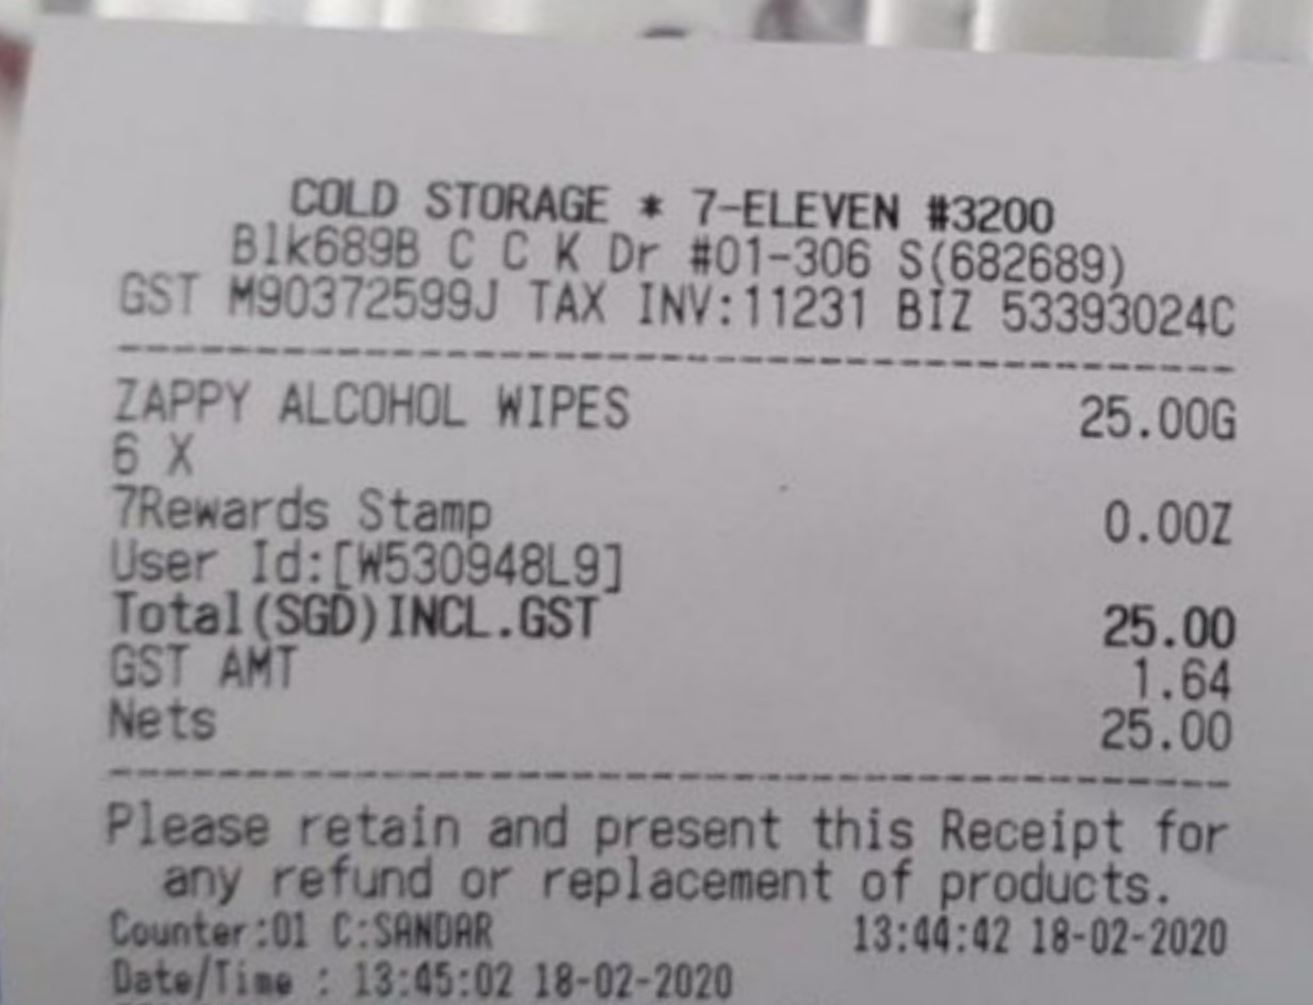 COLD STORAGE * 7-ELEVEN #3200
Blk689B C C K Dr #01-306 S(682689)
GST M90372599J TAX INV:11231 BIZ 53393024C
------------------------------------------
ZAPPY ALCOHOL WIPES 25.00G
6 X
7Rewards Stamp 0.00Z
User Id:[W530948L9]
Total(SGD)INCL.GST 25.00
GST AMT 1.64
Nets 25.00
------------------------------------------
Please retain and present this Receipt for
any refund or replacement of products.
Counter:01 C:SANDAR 13:44:42 18-02-2020
Date/Time : 13:45:02 18-02-2020